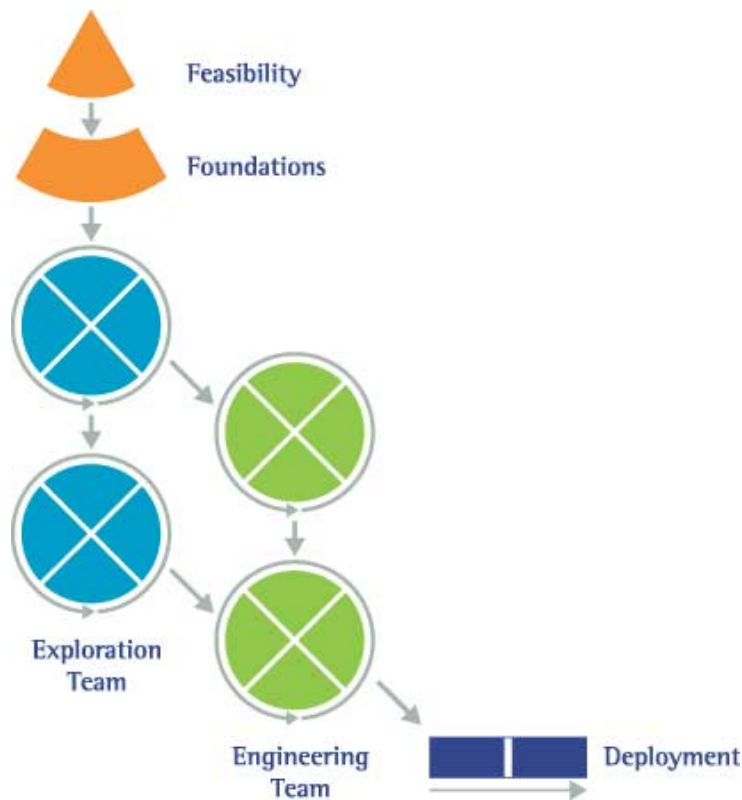 Feasibility
Foundations
Exploration
Team
Engineering
Team
Deployment